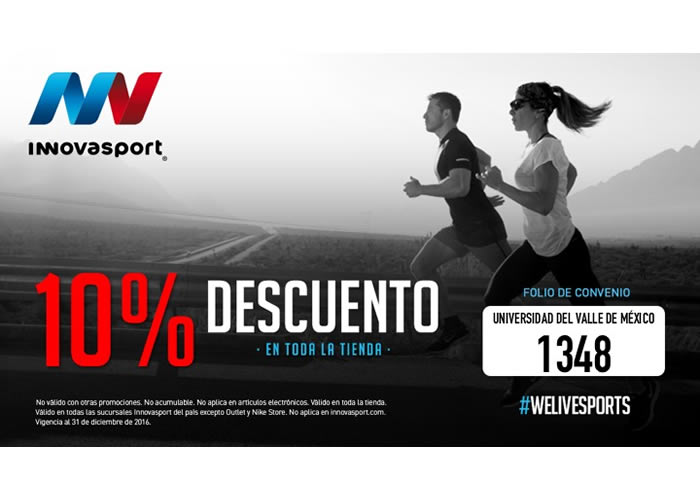 INNOVASPORT®
10% DESCUENTO
· EN TODA LA TIENDA ·
FOLIO DE CONVENIO
UNIVERSIDAD DEL VALLE DE MÉXICO
1348
#WELIVESPORTS
No válido con otras promociones. No acumulable. No aplica en artículos electrónicos. Válido en toda la tienda.
Válido en todas las sucursales Innovasport del país excepto Outlet y Nike Store. No aplica en innovasport.com.
Vigencia al 31 de diciembre de 2016.